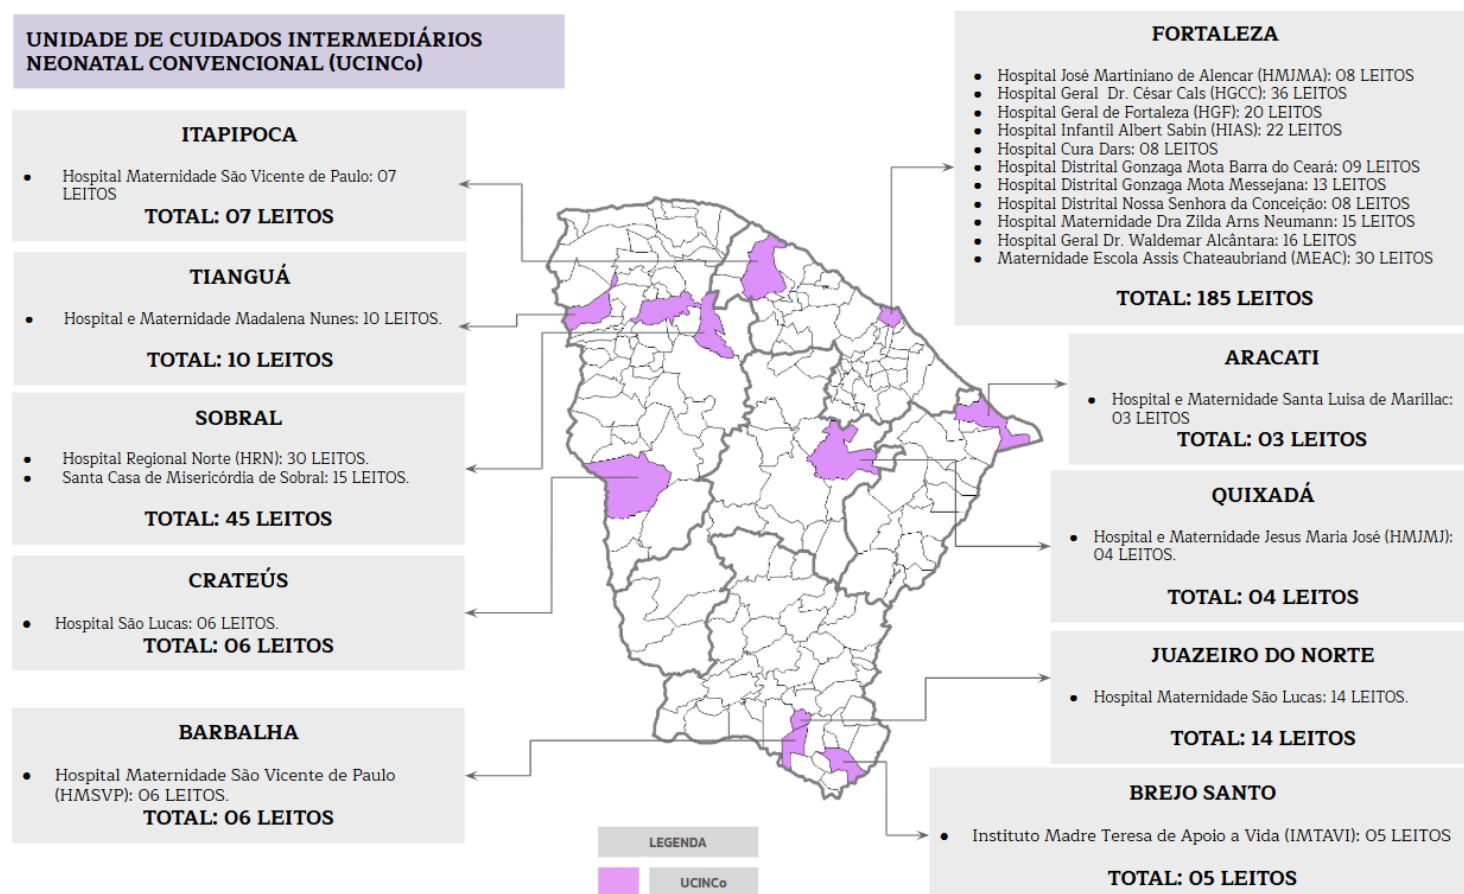 UNIDADE DE CUIDADOS INTERMEDIÁRIOS
NEONATAL CONVENCIONAL (UCINCo)
ITAPIPOCA
● Hospital Maternidade São Vicente de Paulo: 07
LEITOS
TOTAL: 07 LEITOS
TIANGUÁ
● Hospital e Maternidade Madalena Nunes: 10 LEITOS.
TOTAL: 10 LEITOS
SOBRAL
● Hospital Regional Norte (HRN): 30 LEITOS.
● Santa Casa de Misericórdia de Sobral: 15 LEITOS.
TOTAL: 45 LEITOS
CRATEÚS
● Hospital São Lucas: 06 LEITOS.
TOTAL: 06 LEITOS
BARBALHA
● Hospital Maternidade São Vicente de Paulo
(HMSVP): 06 LEITOS.
TOTAL: 06 LEITOS
FORTALEZA
● Hospital José Martiniano de Alencar (HMJMA): 08 LEITOS
● Hospital Geral Dr. César Cals (HGCC): 36 LEITOS
● Hospital Geral de Fortaleza (HGF): 20 LEITOS
● Hospital Infantil Albert Sabin (HIAS): 22 LEITOS
● Hospital Cura Dars: 08 LEITOS
● Hospital Distrital Gonzaga Mota Barra do Ceará: 09 LEITOS
● Hospital Distrital Gonzaga Mota Messejana: 13 LEITOS
● Hospital Distrital Nossa Senhora da Conceição: 08 LEITOS
● Hospital Maternidade Dra Zilda Arns Neumann: 15 LEITOS
● Hospital Geral Dr. Waldemar Alcântara: 16 LEITOS
● Maternidade Escola Assis Chateaubriand (MEAC): 30 LEITOS
TOTAL: 185 LEITOS
ARACATI
● Hospital e Maternidade Santa Luisa de Marillac:
03 LEITOS
TOTAL: 03 LEITOS
QUIXADÁ
● Hospital e Maternidade Jesus Maria José (HMJMJ):
04 LEITOS.
TOTAL: 04 LEITOS
JUAZEIRO DO NORTE
● Hospital Maternidade São Lucas: 14 LEITOS.
TOTAL: 14 LEITOS
BREJO SANTO
● Instituto Madre Teresa de Apoio a Vida (IMTAVI): 05 LEITOS
TOTAL: 05 LEITOS
LEGENDA
UCINCo